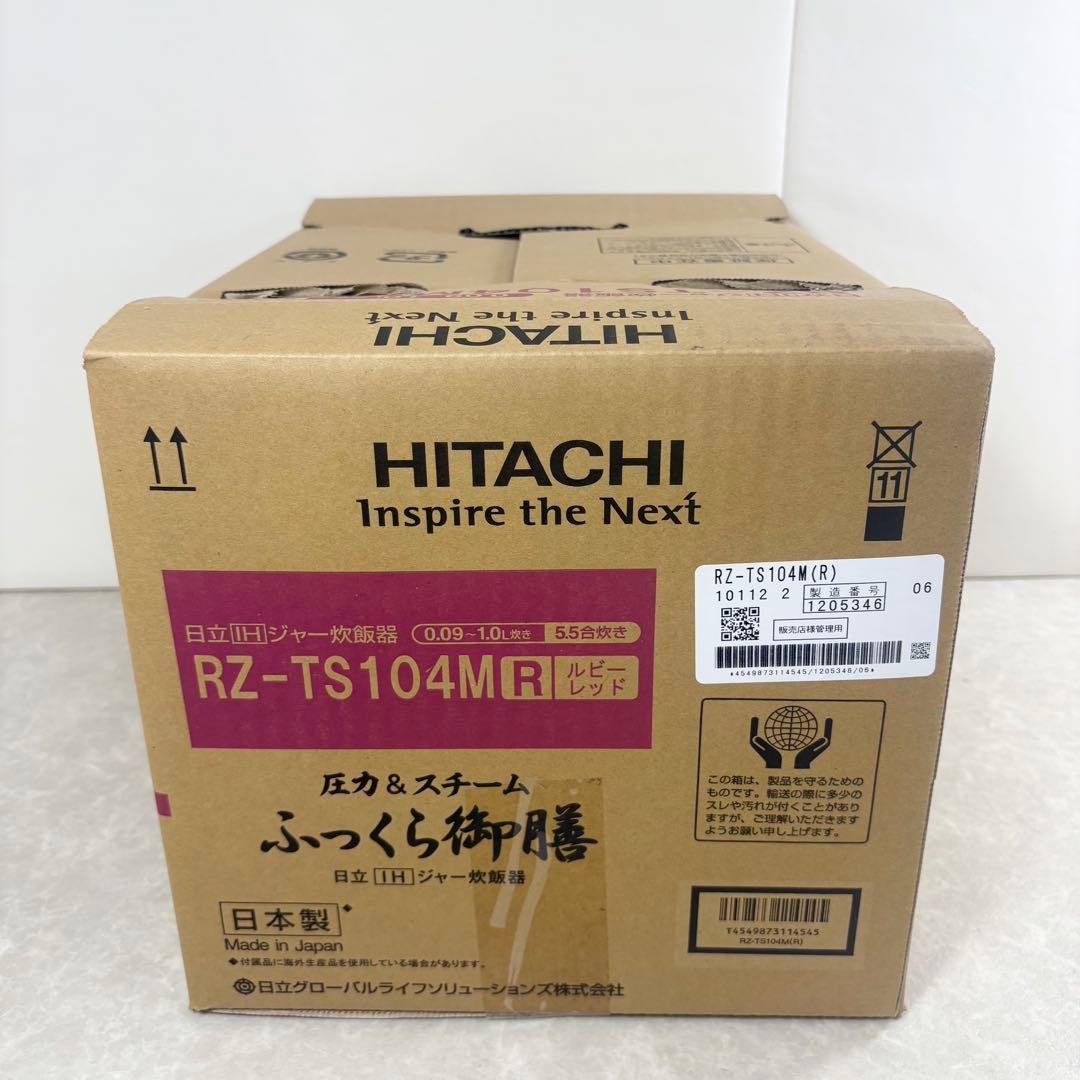 Inspire the Next
HITACHI
HITACHI
Inspire the Next
11
日立IHジャー炊飯器 0.09～1.0L炊き 5.5合炊き
RZ-TS104M R ルビーレッド
RZ-TS104M(R)
10112 2 製造番号 06
1205346
販売店様管理用
*4549873114545/1205346/06*
この箱は、製品を守るための
ものです。輸送の際に多少の
スレや汚れが付くことがあり
ますが、ご理解いただきます
ようお願い申し上げます。
圧力&スチーム
ふっくら御膳
日立IHジャー炊飯器
日本製◆
Made in Japan
◆付属品に海外生産品を使用している場合があります。
日立グローバルライフソリューションズ株式会社
T4549873114545
RZ-TS104M(R)